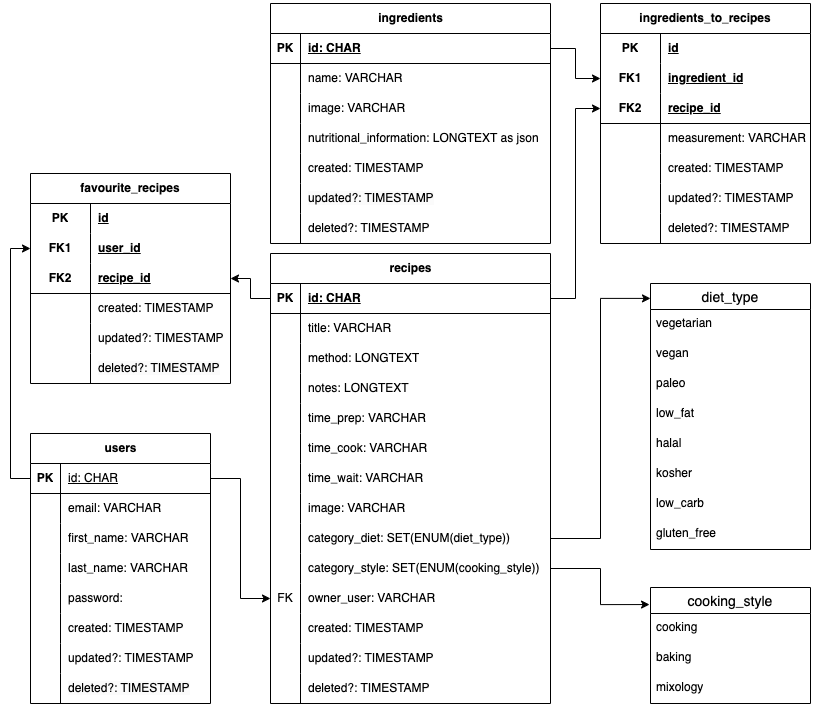 ingredients
PK id: CHAR
name: VARCHAR
image: VARCHAR
nutritional_information: LONGTEXT as json
created: TIMESTAMP
updated?: TIMESTAMP
deleted?: TIMESTAMP
ingredients_to_recipes
PK id
FK1 ingredient_id
FK2 recipe_id
measurement: VARCHAR
created: TIMESTAMP
updated?: TIMESTAMP
deleted?: TIMESTAMP
favourite_recipes
PK id
FK1 user_id
FK2 recipe_id
created: TIMESTAMP
updated?: TIMESTAMP
deleted?: TIMESTAMP
recipes
PK id: CHAR
title: VARCHAR
method: LONGTEXT
notes: LONGTEXT
time_prep: VARCHAR
time_cook: VARCHAR
time_wait: VARCHAR
image: VARCHAR
category_diet: SET(ENUM(diet_type))
category_style: SET(ENUM(cooking_style))
FK owner_user: VARCHAR
created: TIMESTAMP
updated?: TIMESTAMP
deleted?: TIMESTAMP
diet_type
vegetarian
vegan
paleo
low_fat
halal
kosher
low_carb
gluten_free
users
PK id: CHAR
email: VARCHAR
first_name: VARCHAR
last_name: VARCHAR
password:
created: TIMESTAMP
updated?: TIMESTAMP
deleted?: TIMESTAMP
cooking_style
cooking
baking
mixology